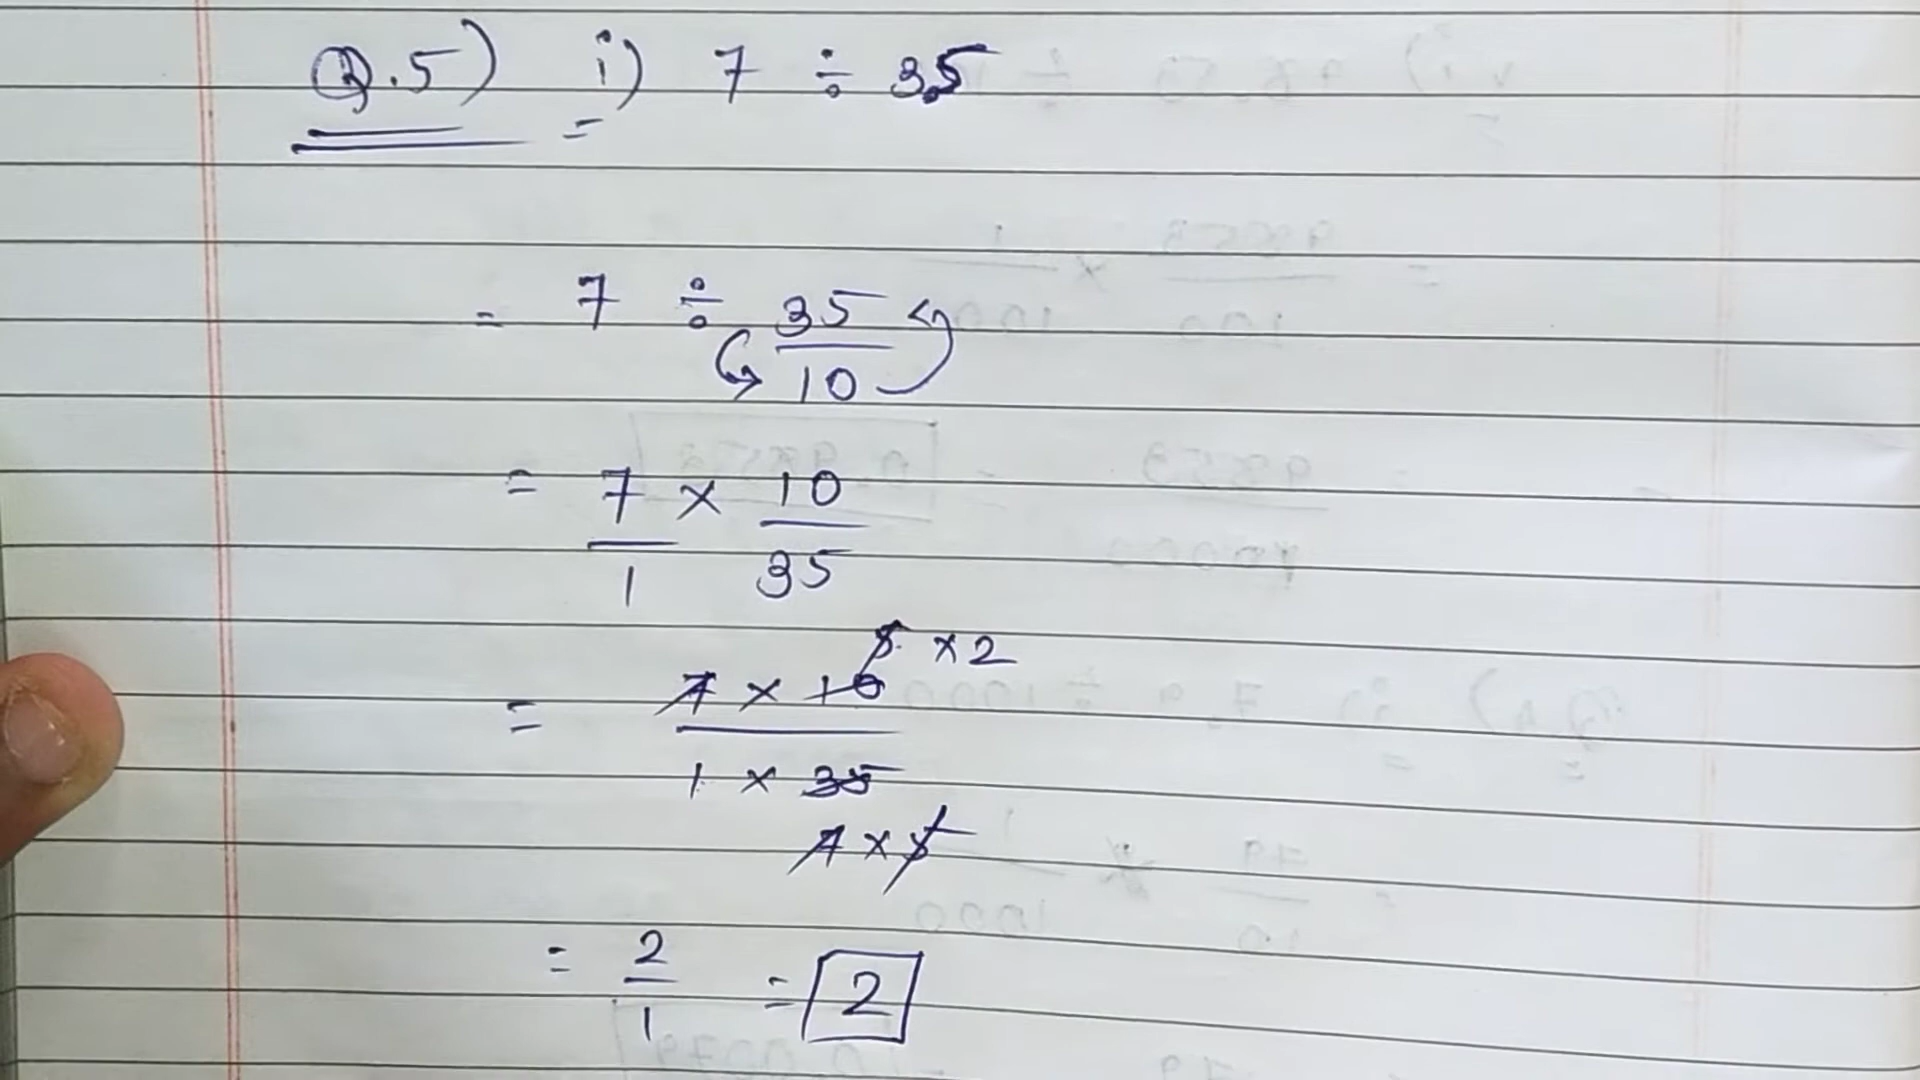 Q.5) i) 7 ÷ 3.5
= 7 ÷ 35/10
= 7/1 × 10/35
5 × 2
= 7 × 10
1 × 35
7 × 5
= 2/1 = 2